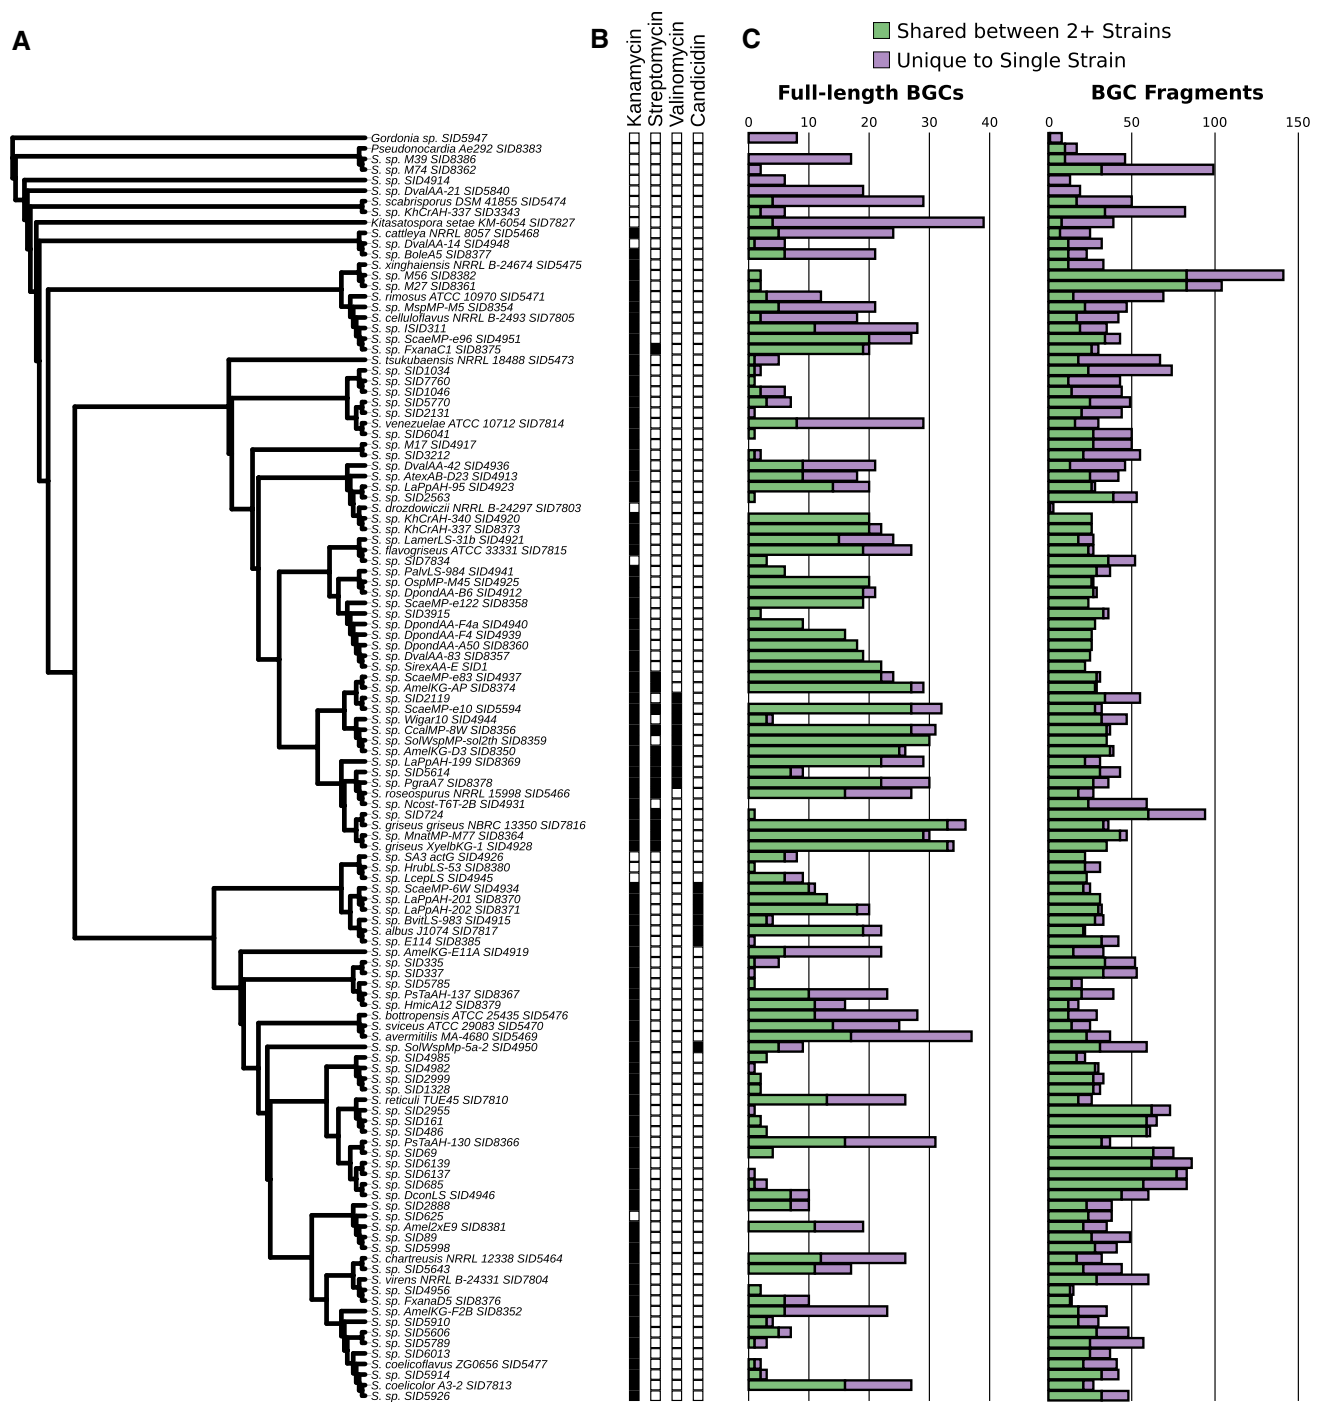 A
B
C
Kanamycin
Streptomycin
Valinomycin
Candicidin
Shared between 2+ Strains
Unique to Single Strain
Full-length BGCs
BGC Fragments
0 10 20 30 40
0 50 100 150
Gordonia sp. SID5947
Pseudonocardia Ae292 SID8383
S. sp. M39 SID8386
S. sp. M74 SID8362
S. sp. SID4914
S. sp. DvalAA-21 SID5840
S. scabrisporus DSM 41855 SID5474
S. sp. KhCrAH-337 SID3343
Kitasatospora setae KM-6054 SID7827
S. cattleya NRRL 8057 SID5468
S. sp. DvalAA-14 SID4948
S. sp. BoleA5 SID8377
S. xinghaiensis NRRL B-24674 SID5475
S. sp. M56 SID8382
S. sp. M27 SID8361
S. rimosus ATCC 10970 SID5471
S. sp. MspMP-M5 SID8354
S. celluloflavus NRRL B-2493 SID7805
S. sp. ISID311
S. sp. ScaeMP-e96 SID4951
S. sp. FxanaC1 SID8375
S. tsukubaensis NRRL 18488 SID5473
S. sp. SID1034
S. sp. SID7760
S. sp. SID1046
S. sp. SID5770
S. sp. SID2131
S. venezuelae ATCC 10712 SID7814
S. sp. SID6041
S. sp. M17 SID4917
S. sp. SID3212
S. sp. DvalAA-42 SID4936
S. sp. AtexAB-D23 SID4913
S. sp. LaPpAH-95 SID4923
S. sp. SID2563
S. drozdowiczii NRRL B-24297 SID7803
S. sp. KhCrAH-340 SID4920
S. sp. KhCrAH-337 SID8373
S. sp. LamerLS-31b SID4921
S. flavogriseus ATCC 33331 SID7815
S. sp. SID7834
S. sp. PalvLS-984 SID4941
S. sp. OspMP-M45 SID4925
S. sp. DpondAA-B6 SID4912
S. sp. ScaeMP-e122 SID8358
S. sp. SID3915
S. sp. DpondAA-F4a SID4940
S. sp. DpondAA-F4 SID4939
S. sp. DpondAA-A50 SID8360
S. sp. DvalAA-83 SID8357
S. sp. SirexAA-E SID1
S. sp. ScaeMP-e83 SID4937
S. sp. AmelKG-AP SID8374
S. sp. SID2119
S. sp. ScaeMP-e10 SID5594
S. sp. Wigar10 SID4944
S. sp. CcalMP-8W SID8356
S. sp. SolWspMP-sol2th SID8359
S. sp. AmelKG-D3 SID8350
S. sp. LaPpAH-199 SID8369
S. sp. SID5614
S. sp. PgraA7 SID8378
S. roseospurus NRRL 15998 SID5466
S. sp. Ncost-T6T-2B SID4931
S. sp. SID724
S. griseus griseus NBRC 13350 SID7816
S. sp. MnatMP-M77 SID8364
S. griseus XyelbKG-1 SID4928
S. sp. SA3 actG SID4926
S. sp. HrubLS-53 SID8380
S. sp. LcepLS SID4945
S. sp. ScaeMP-6W SID4934
S. sp. LaPpAH-201 SID8370
S. sp. LaPpAH-202 SID8371
S. sp. BvitLS-983 SID4915
S. albus J1074 SID7817
S. sp. E114 SID8385
S. sp. AmelKG-E11A SID4919
S. sp. SID335
S. sp. SID337
S. sp. SID5785
S. sp. PsTaAH-137 SID8367
S. sp. HmicA12 SID8379
S. bottropensis ATCC 25435 SID5476
S. sviceus ATCC 29083 SID5470
S. avermitilis MA-4680 SID5469
S. sp. SolWspMp-5a-2 SID4950
S. sp. SID4985
S. sp. SID4982
S. sp. SID2999
S. sp. SID1328
S. reticuli TUE45 SID7810
S. sp. SID2955
S. sp. SID161
S. sp. SID486
S. sp. PsTaAH-130 SID8366
S. sp. SID69
S. sp. SID6139
S. sp. SID6137
S. sp. SID685
S. sp. DconLS SID4946
S. sp. SID2888
S. sp. SID625
S. sp. Amel2xE9 SID8381
S. sp. SID89
S. sp. SID5998
S. chartreusis NRRL 12338 SID5464
S. sp. SID5643
S. virens NRRL B-24331 SID7804
S. sp. SID4956
S. sp. FxanaD5 SID8376
S. sp. AmelKG-F2B SID8352
S. sp. SID5910
S. sp. SID5606
S. sp. SID5789
S. sp. SID6013
S. coelicoflavus ZG0656 SID5477
S. sp. SID5914
S. coelicolor A3-2 SID7813
S. sp. SID5926